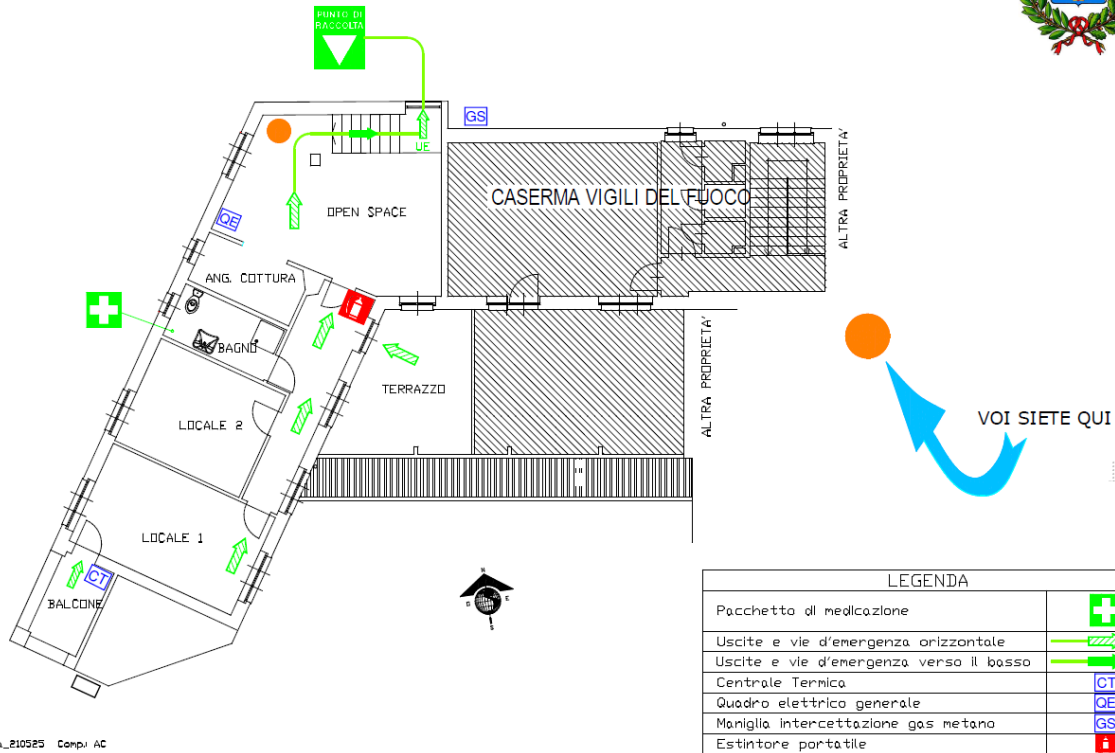 PUNTO DI
RACCOLTA
GS
UE
CASERMA VIGILI DEL FUOCO
ALTRA PROPRIETA'
OPEN SPACE
QE
ANG. COTTURA
BAGNO
TERRAZZO
ALTRA PROPRIETA'
VOI SIETE QUI
LOCALE 2
LOCALE 1
CT
BALCONE
N
O
E
S
LEGENDA
Pacchetto di medicazione
Uscite e vie d'emergenza orizzontale
Uscite e vie d'emergenza verso il basso
Centrale Termica
CT
Quadro elettrico generale
QE
Maniglia intercettazione gas metano
GS
Estintore portatile
_210525 Comp: AC